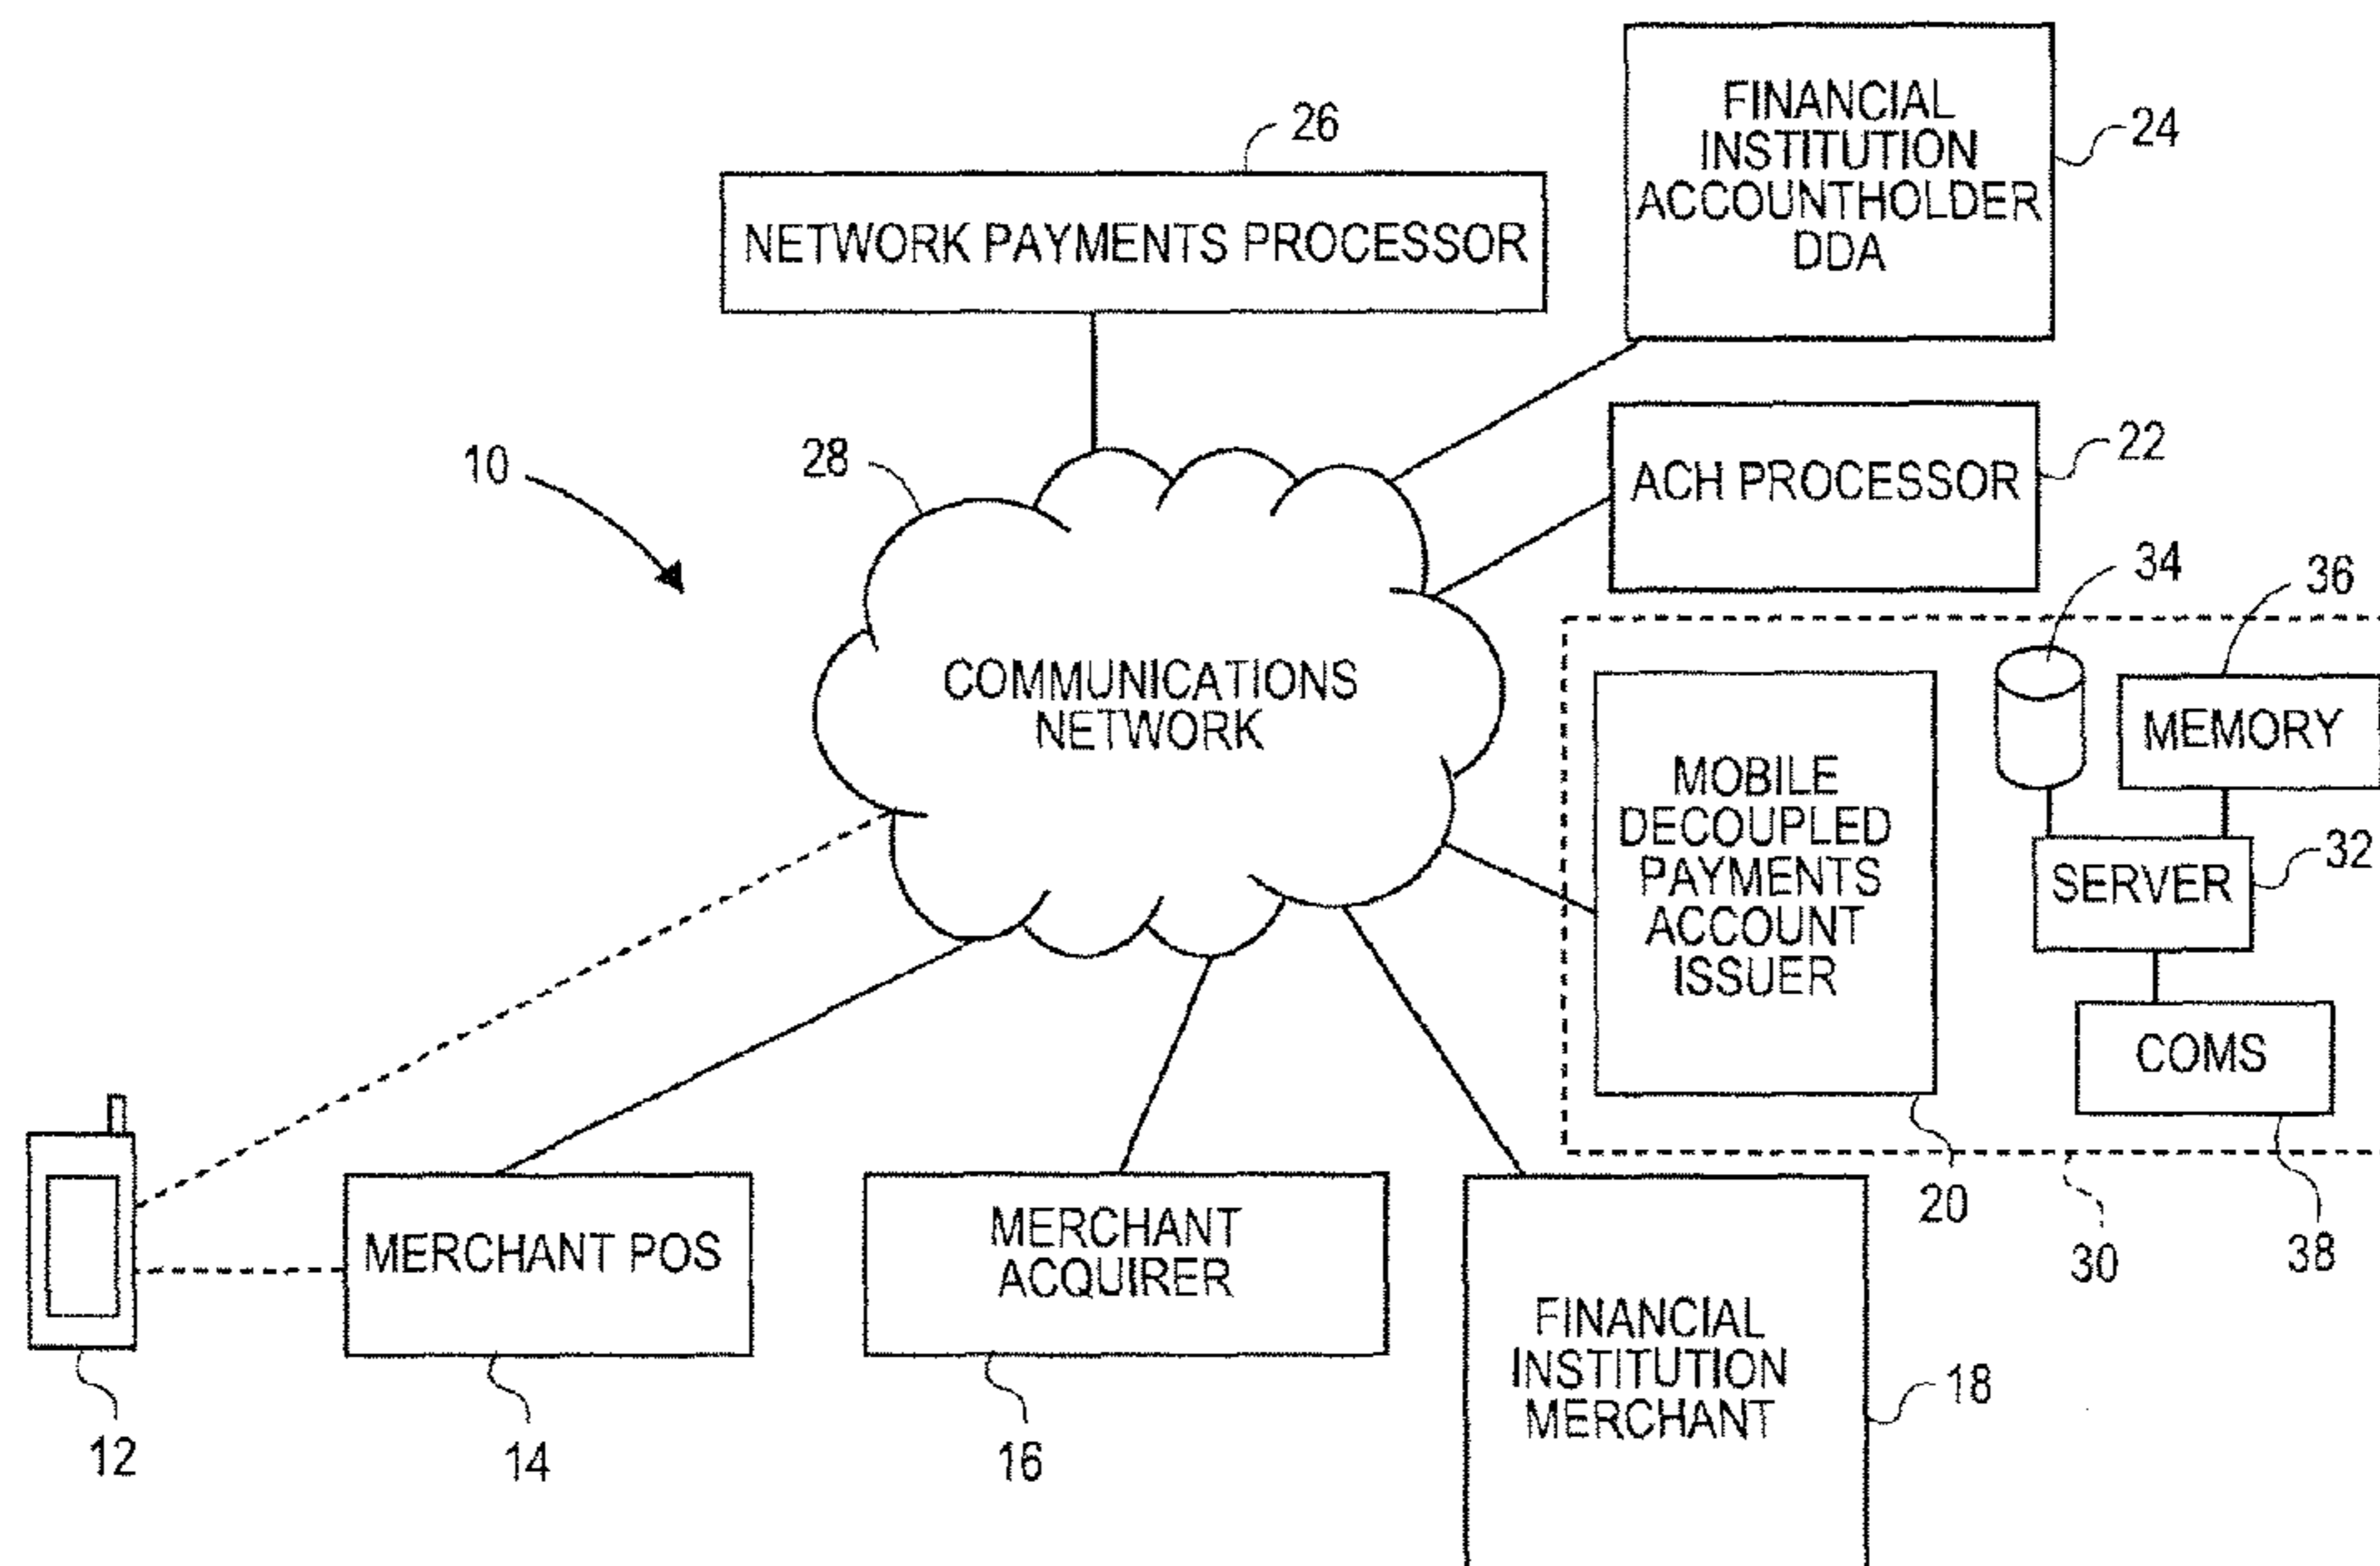 FINANCIAL
INSTITUTION
ACCOUNTHOLDER
DDA
24
26
NETWORK PAYMENTS PROCESSOR
10
28
ACH PROCESSOR
22
34
36
COMMUNICATIONS
NETWORK
MOBILE
DECOUPLED
PAYMENTS
ACCOUNT
ISSUER
MEMORY
SERVER
32
COMS
20
30
38
MERCHANT POS
MERCHANT
ACQUIRER
FINANCIAL
INSTITUTION
MERCHANT
18
12
14
16